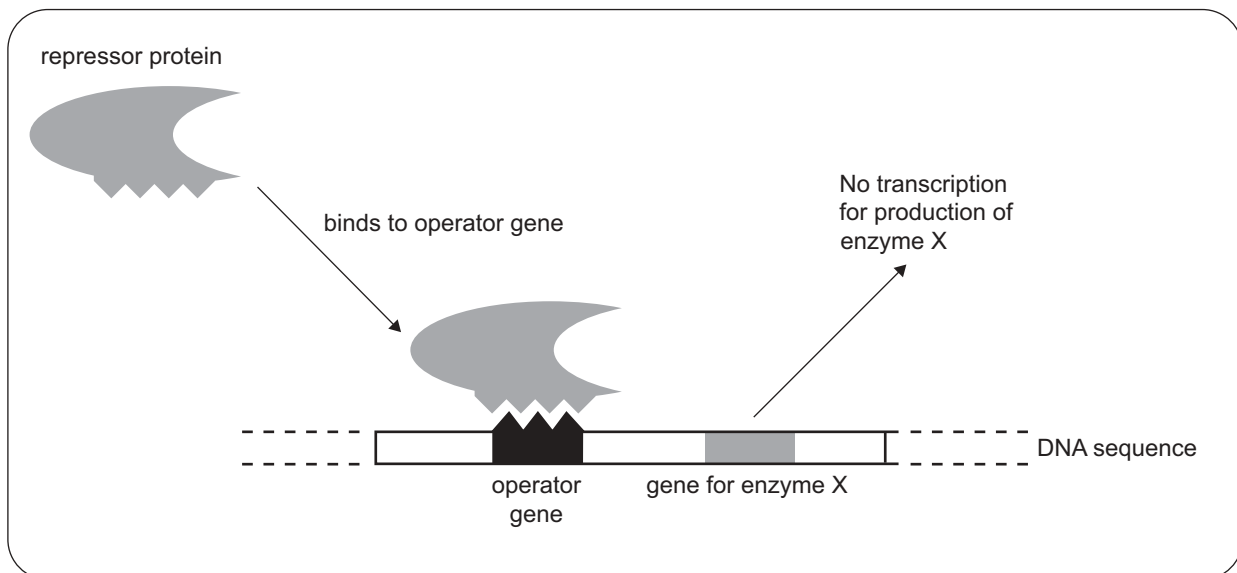 repressor protein
binds to operator gene
No transcription
for production of
enzyme X
DNA sequence
operator
gene
gene for enzyme X